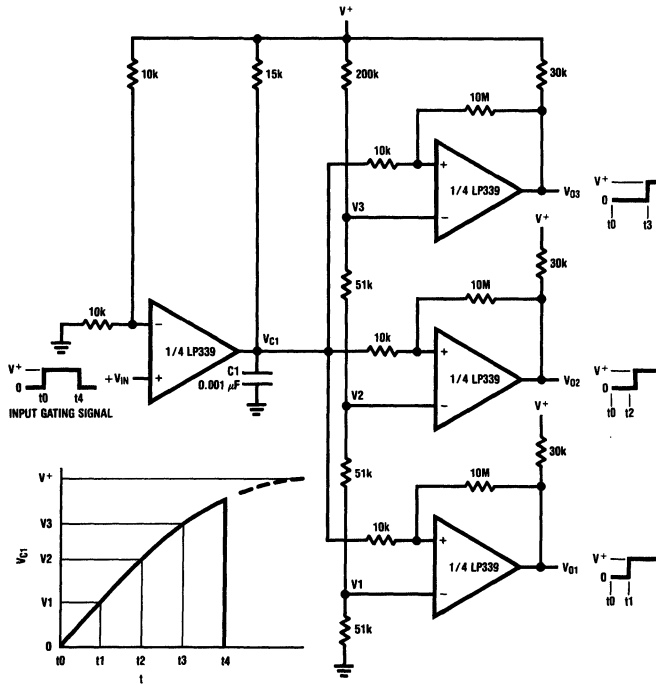 V+
10k
15k
200k
30k
10M
10k
+
1/4 LP339
−
V3
VO3
V+
0
t0 t3
V+
30k
51k
10M
10k
−
10k
+
1/4 LP339
VC1
+
1/4 LP339
−
C1
0.001 μF
V2
VO2
V+
0
t0 t2
V+
0
t0 t4
+VIN
INPUT GATING SIGNAL
V+
30k
51k
10M
10k
+
1/4 LP339
−
V1
VO1
V+
0
t0 t1
51k
V+
V3
V2
V1
0
VC1
t0 t1 t2 t3 t4
t